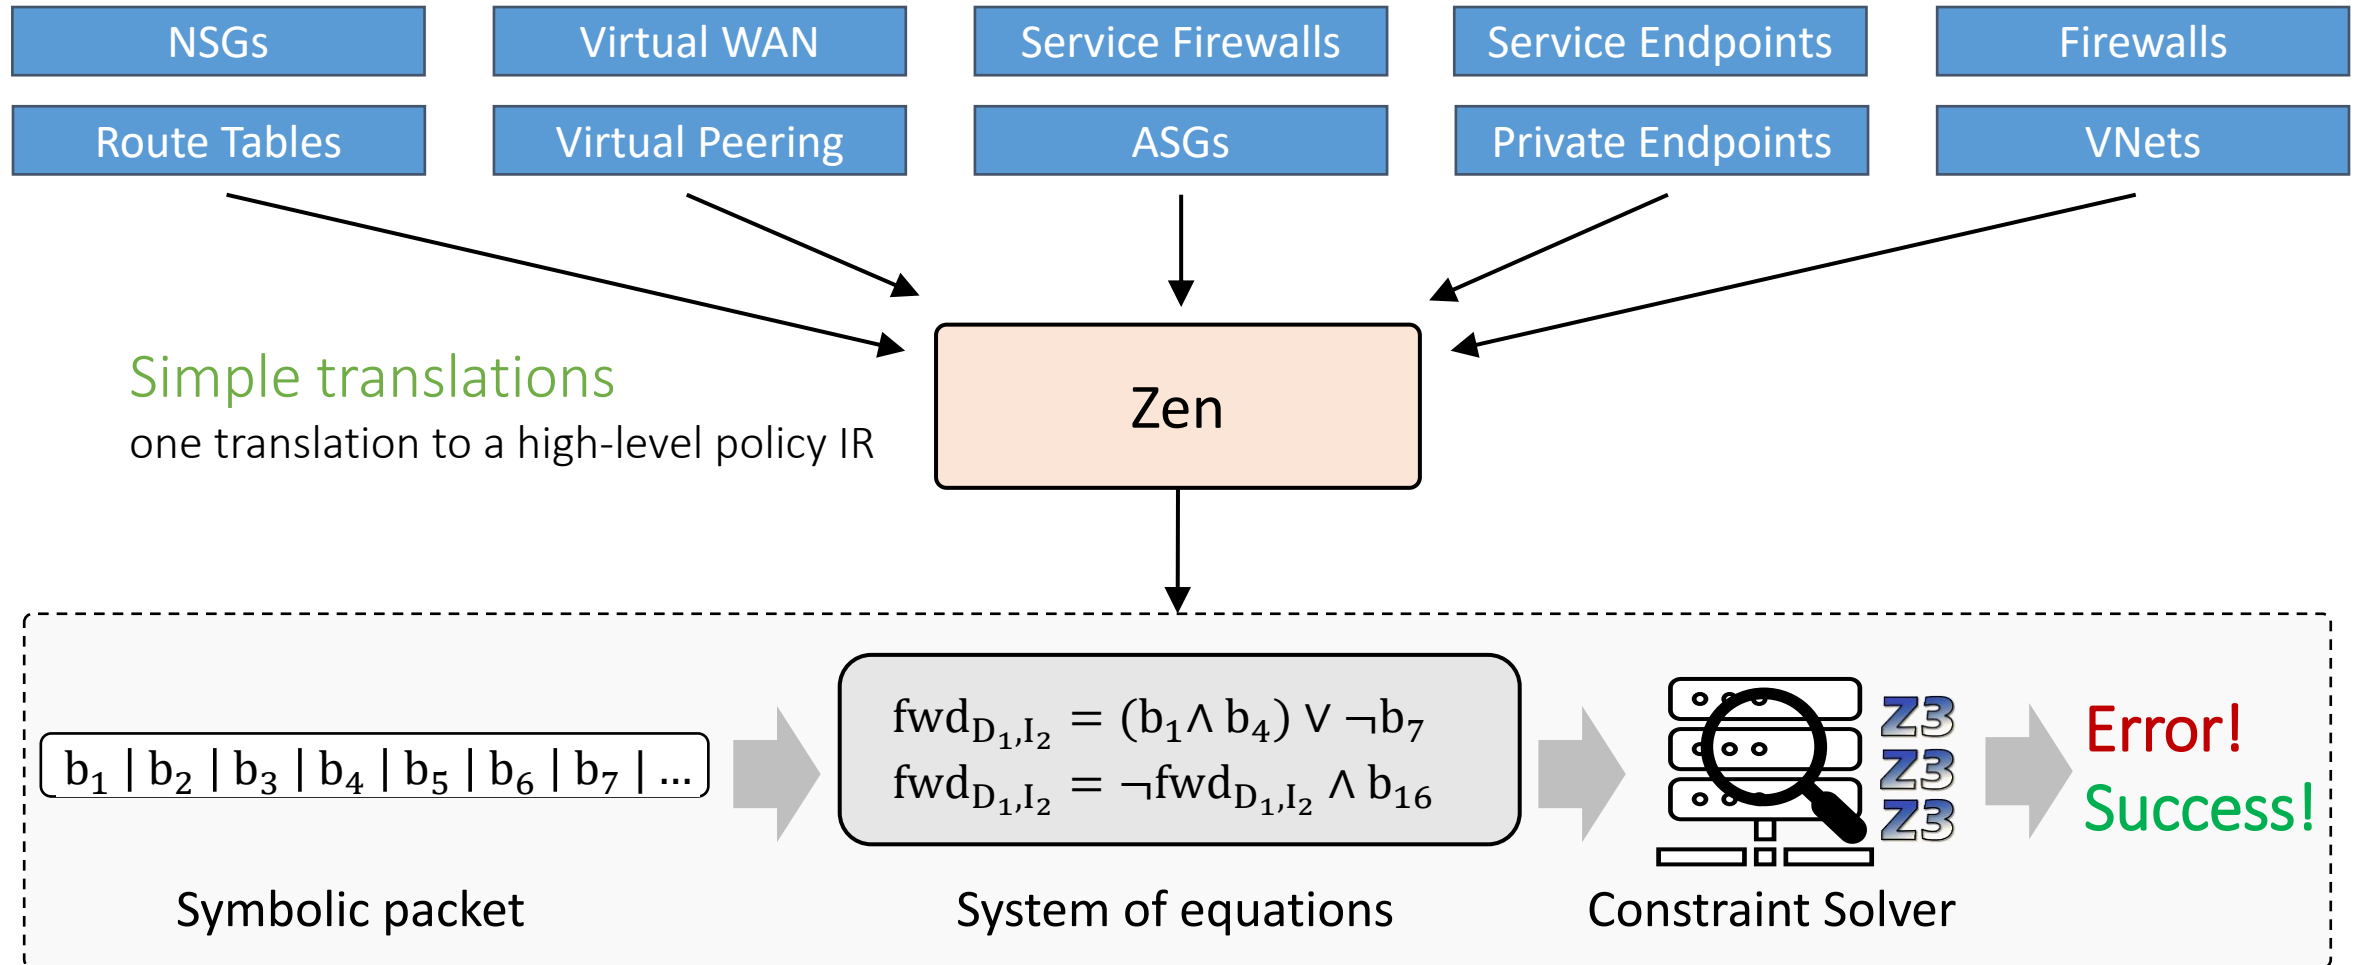 NSGs
Virtual WAN
Service Firewalls
Service Endpoints
Firewalls
Route Tables
Virtual Peering
ASGs
Private Endpoints
VNets
Simple translations
one translation to a high-level policy IR
Zen
b₁ | b₂ | b₃ | b₄ | b₅ | b₆ | b₇ | ...
fwd_{D₁,I₂} = (b₁∧ b₄) ∨ ¬b₇
fwd_{D₁,I₂} = ¬fwd_{D₁,I₂} ∧ b₁₆
Z3
Z3
Z3
Error!
Success!
Symbolic packet
System of equations
Constraint Solver